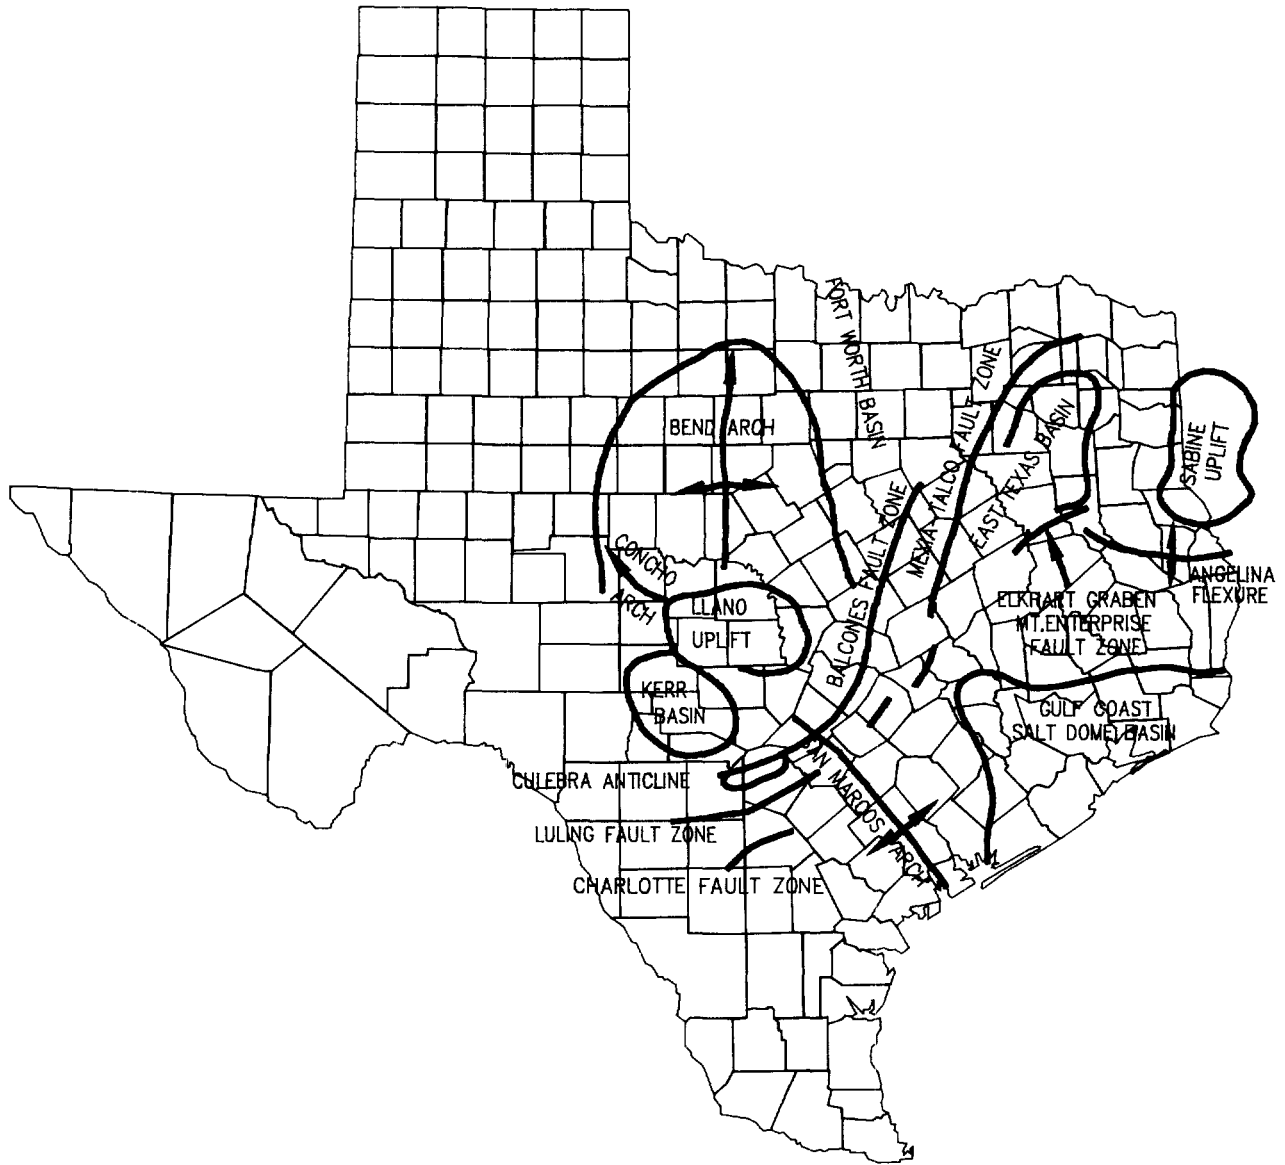 FORT WORTH BASIN
BEND ARCH
MEXIA-TALCO FAULT ZONE
EAST TEXAS BASIN
SABINE
UPLIFT
BALCONES FAULT ZONE
CONCHO
ARCH
LLANO
UPLIFT
ANGELINA
FLEXURE
ELKHART GRABEN
MT.ENTERPRISE
FAULT ZONE
KERR
BASIN
GULF COAST
SALT DOME BASIN
SAN MARCOS ARCH
CULEBRA ANTICLINE
LULING FAULT ZONE
CHARLOTTE FAULT ZONE